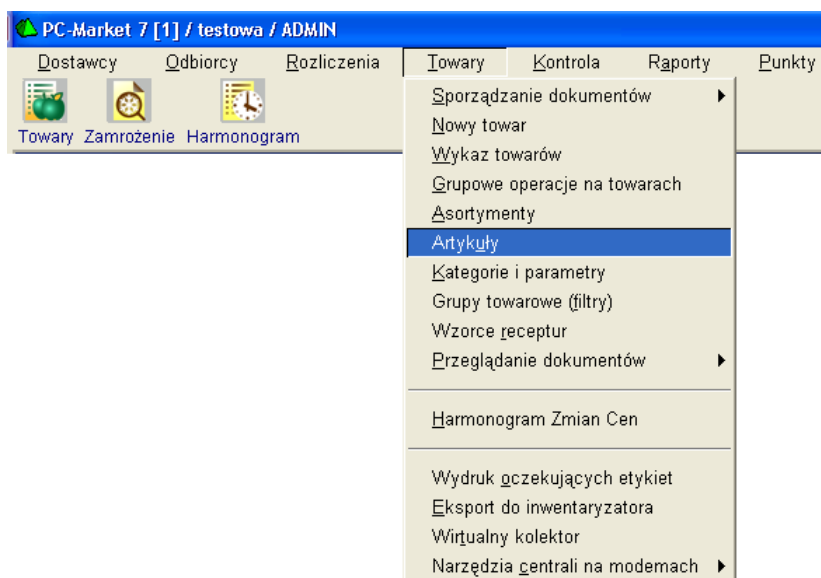 PC-Market 7 [1] / testowa / ADMIN
Dostawcy Odbiorcy Rozliczenia Towary Kontrola Raporty Punkty
Towary Zamrożenie Harmonogram
Sporządzanie dokumentów
Nowy towar
Wykaz towarów
Grupowe operacje na towarach
Asortymenty
Artykuły
Kategorie i parametry
Grupy towarowe (filtry)
Wzorce receptur
Przeglądanie dokumentów
Harmonogram Zmian Cen
Wydruk oczekujących etykiet
Eksport do inwentaryzatora
Wirtualny kolektor
Narzędzia centrali na modemach